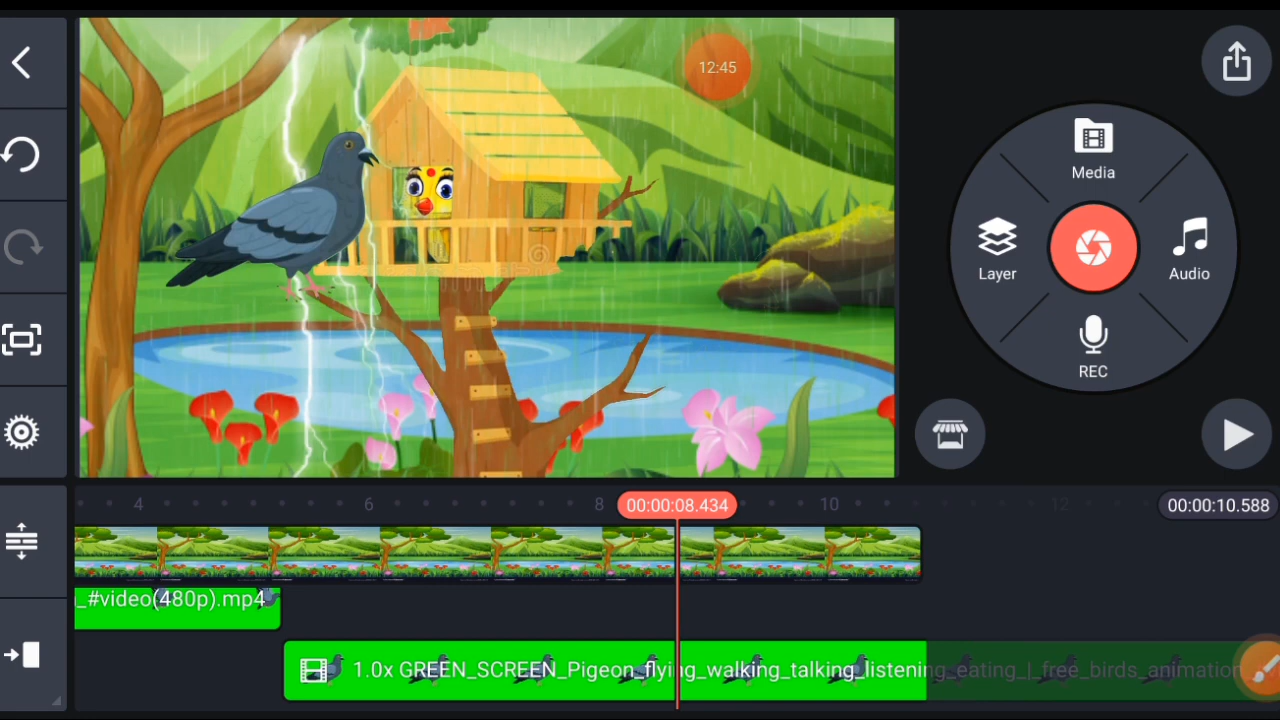 12:45
Media
Layer
Audio
REC
4
6
8
00:00:08.434
10
12
00:00:10.588
_#video(480p).mp4
1.0x GREEN_SCREEN_Pigeon_flying_walking_talking_listening_eating_|_free_birds_animation